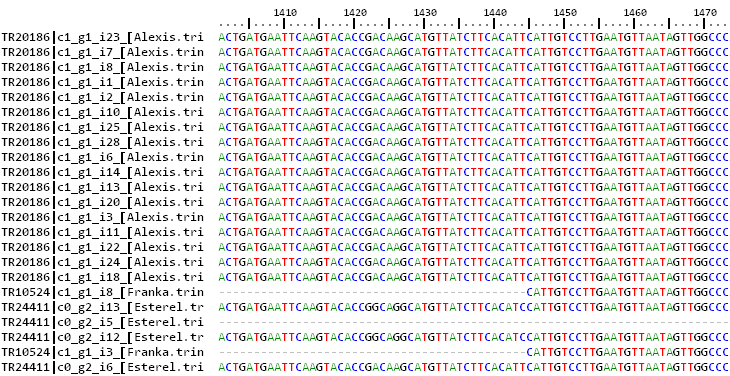 1410 1420 1430 1440 1450 1460 1470
TR20186|c1_g1_i23_[Alexis.tri ACTGATGAATTCAAGTACACCGACAAGCATGTTATCTTCACATTCATTGTCCTTGAATGTTAATAGTTGGCCC
TR20186|c1_g1_i7_[Alexis.trin ACTGATGAATTCAAGTACACCGACAAGCATGTTATCTTCACATTCATTGTCCTTGAATGTTAATAGTTGGCCC
TR20186|c1_g1_i8_[Alexis.trin ACTGATGAATTCAAGTACACCGACAAGCATGTTATCTTCACATTCATTGTCCTTGAATGTTAATAGTTGGCCC
TR20186|c1_g1_i1_[Alexis.trin ACTGATGAATTCAAGTACACCGACAAGCATGTTATCTTCACATTCATTGTCCTTGAATGTTAATAGTTGGCCC
TR20186|c1_g1_i2_[Alexis.trin ACTGATGAATTCAAGTACACCGACAAGCATGTTATCTTCACATTCATTGTCCTTGAATGTTAATAGTTGGCCC
TR20186|c1_g1_i10_[Alexis.tri ACTGATGAATTCAAGTACACCGACAAGCATGTTATCTTCACATTCATTGTCCTTGAATGTTAATAGTTGGCCC
TR20186|c1_g1_i25_[Alexis.tri ACTGATGAATTCAAGTACACCGACAAGCATGTTATCTTCACATTCATTGTCCTTGAATGTTAATAGTTGGCCC
TR20186|c1_g1_i28_[Alexis.tri ACTGATGAATTCAAGTACACCGACAAGCATGTTATCTTCACATTCATTGTCCTTGAATGTTAATAGTTGGCCC
TR20186|c1_g1_i6_[Alexis.trin ACTGATGAATTCAAGTACACCGACAAGCATGTTATCTTCACATTCATTGTCCTTGAATGTTAATAGTTGGCCC
TR20186|c1_g1_i14_[Alexis.tri ACTGATGAATTCAAGTACACCGACAAGCATGTTATCTTCACATTCATTGTCCTTGAATGTTAATAGTTGGCCC
TR20186|c1_g1_i13_[Alexis.tri ACTGATGAATTCAAGTACACCGACAAGCATGTTATCTTCACATTCATTGTCCTTGAATGTTAATAGTTGGCCC
TR20186|c1_g1_i20_[Alexis.tri ACTGATGAATTCAAGTACACCGACAAGCATGTTATCTTCACATTCATTGTCCTTGAATGTTAATAGTTGGCCC
TR20186|c1_g1_i3_[Alexis.trin ACTGATGAATTCAAGTACACCGACAAGCATGTTATCTTCACATTCATTGTCCTTGAATGTTAATAGTTGGCCC
TR20186|c1_g1_i11_[Alexis.tri ACTGATGAATTCAAGTACACCGACAAGCATGTTATCTTCACATTCATTGTCCTTGAATGTTAATAGTTGGCCC
TR20186|c1_g1_i22_[Alexis.tri ACTGATGAATTCAAGTACACCGACAAGCATGTTATCTTCACATTCATTGTCCTTGAATGTTAATAGTTGGCCC
TR20186|c1_g1_i24_[Alexis.tri ACTGATGAATTCAAGTACACCGACAAGCATGTTATCTTCACATTCATTGTCCTTGAATGTTAATAGTTGGCCC
TR20186|c1_g1_i18_[Alexis.tri ACTGATGAATTCAAGTACACCGACAAGCATGTTATCTTCACATTCATTGTCCTTGAATGTTAATAGTTGGCCC
TR10524|c1_g1_i8_[Franka.trin --------------------------------------------CATTGTCCTTGAATGTTAATAGTTGGCCC
TR24411|c0_g2_i13_[Esterel.tr ACTGATGAATTCAAGTACACCGGCAGGCATGTTATCTTCACATCCATTGTCCTTGAATGTTAATAGTTGGCCC
TR24411|c0_g2_i5_[Esterel.tri -------------------------------------------------------------------------
TR24411|c0_g2_i12_[Esterel.tr ACTGATGAATTCAAGTACACCGGCAGGCATGTTATCTTCACATCCATTGTCCTTGAATGTTAATAGTTGGCCC
TR10524|c1_g1_i3_[Franka.trin --------------------------------------------CATTGTCCTTGAATGTTAATAGTTGGCCC
TR24411|c0_g2_i6_[Esterel.tri ACTGATGAATTCAAGTACACCGACAAGCATGTTATCTTCACATTCATTGTCCTTGAATGTTAATAGTTGGCCC